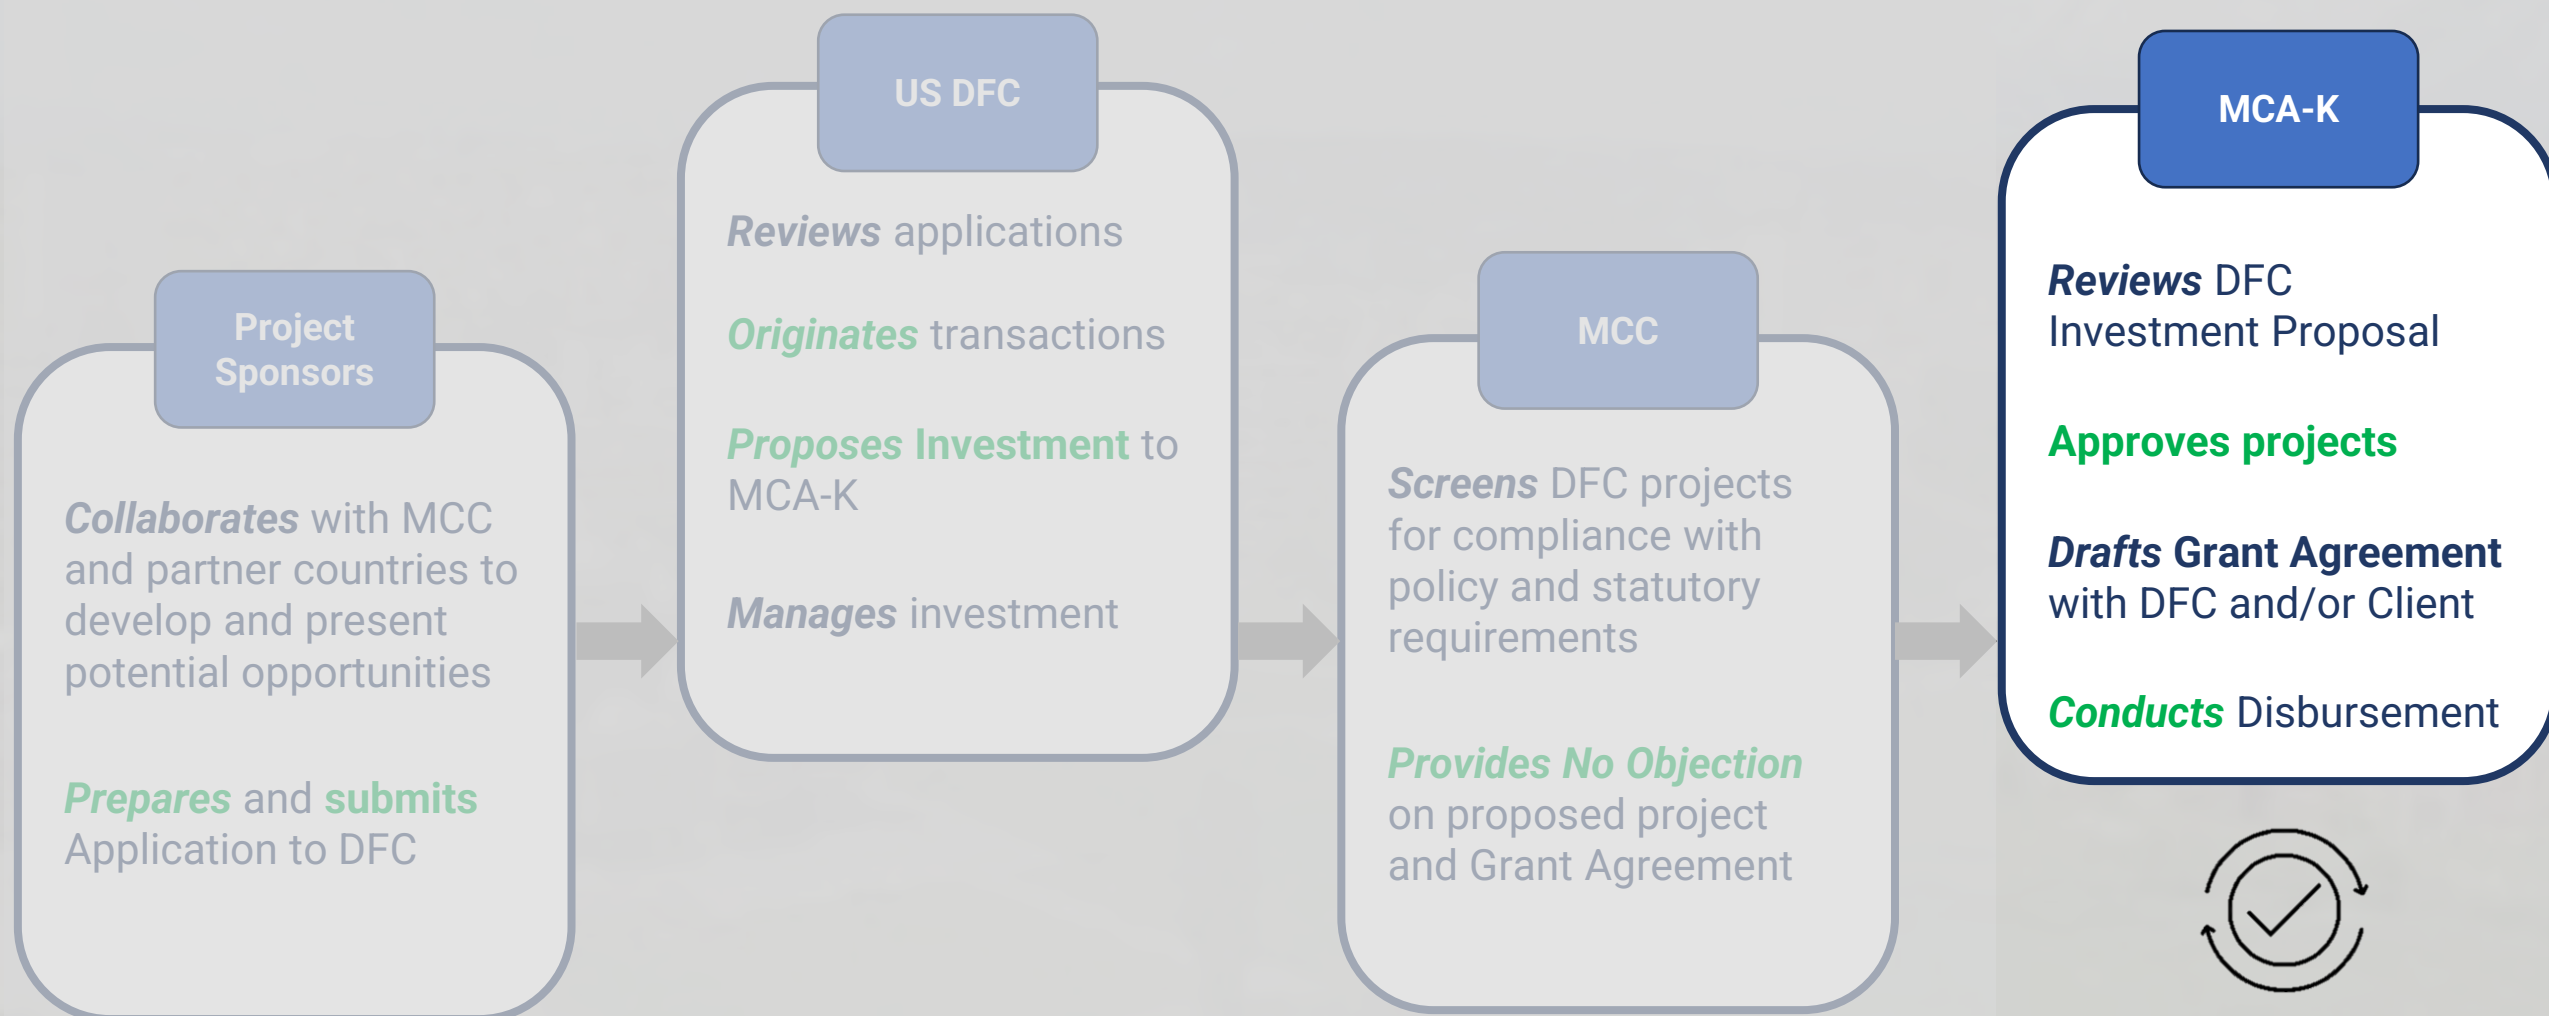 Project
Sponsors
Collaborates with MCC
and partner countries to
develop and present
potential opportunities
Prepares and submits
Application to DFC
US DFC
Reviews applications
Originates transactions
Proposes Investment to
MCA-K
Manages investment
MCC
Screens DFC projects
for compliance with
policy and statutory
requirements
Provides No Objection
on proposed project
and Grant Agreement
MCA-K
Reviews DFC
Investment Proposal
Approves projects
Drafts Grant Agreement
with DFC and/or Client
Conducts Disbursement